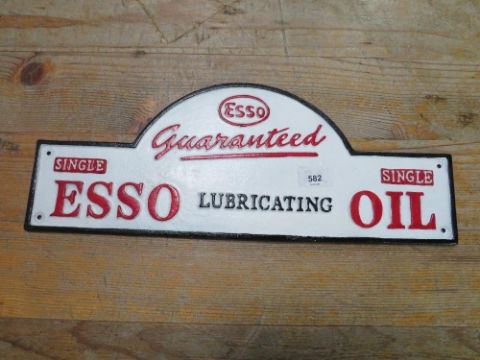 Esso
Guaranteed
582
SINGLE SINGLE
ESSO LUBRICATING OIL